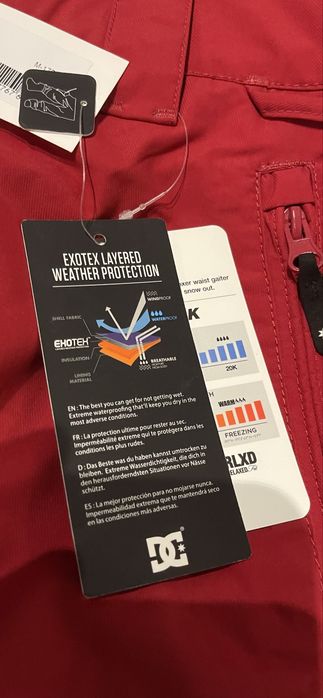 EXOTEX LAYERED
WEATHER PROTECTION
WINDPROOF
SHELL FABRIC
WATERPROOF
EXOTEX
INSULATION
BREATHABLE
LINING
MATERIAL
EN : The best you can get for not getting wet.
Extreme waterproofing that'll keep you dry in the
most adverse conditions.
FR : La protection ultime pour rester au sec.
Imperméabilité extrême qui te protègera dans les
conditions les plus rudes.
D : Das Beste was du haben kannst umtrocken zu
bleiben. Extreme Wasserdichtigkeit, die dich in
den herausfordendsten Situationen vor Nässe
schützt.
ES : La mejor protección para no mojarse nunca.
Impermeabilidad extrema que te mantendrá seco
en las condiciones más adversas.
DC
waist gaiter
snow out.
K
20K
H
WARM
FREEZING
RLXD
RELAXED Fit